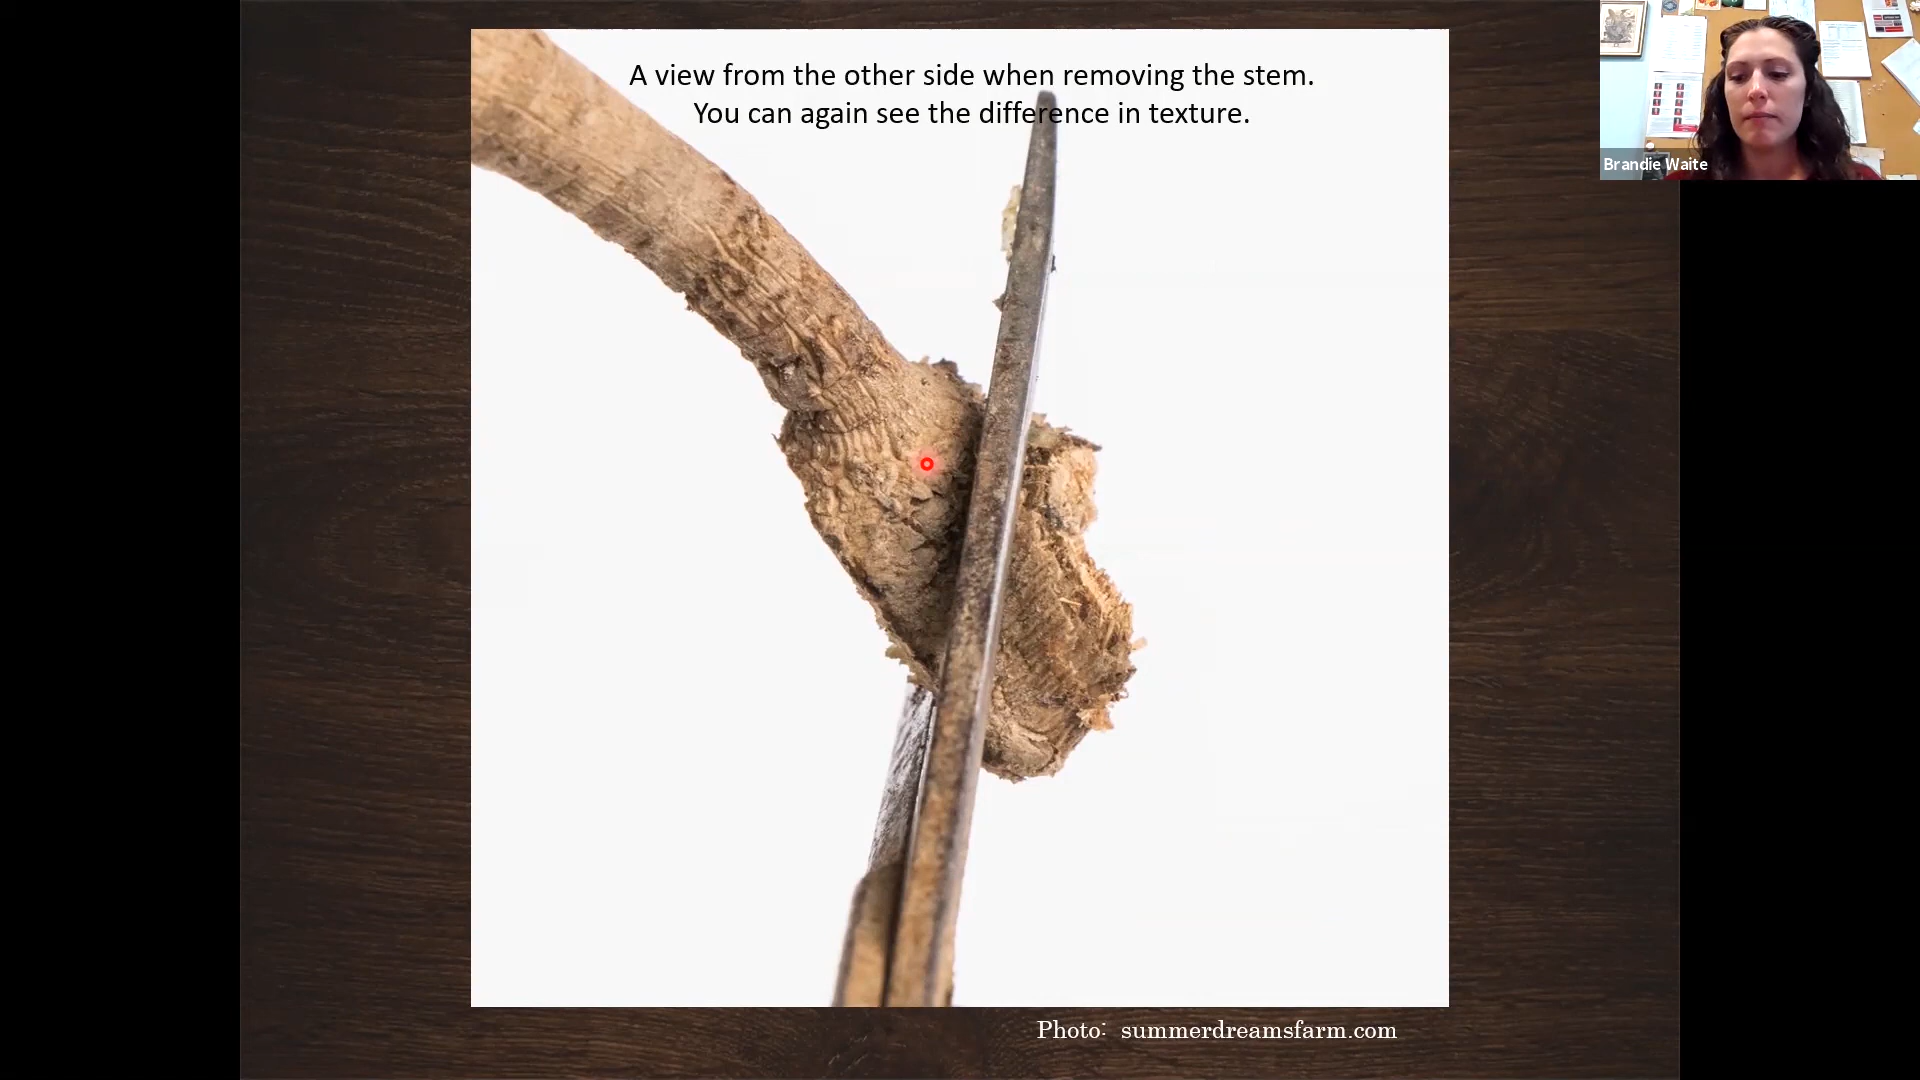 A view from the other side when removing the stem.
You can again see the difference in texture.
Brandie Waite
Photo: summerdreamsfarm.com